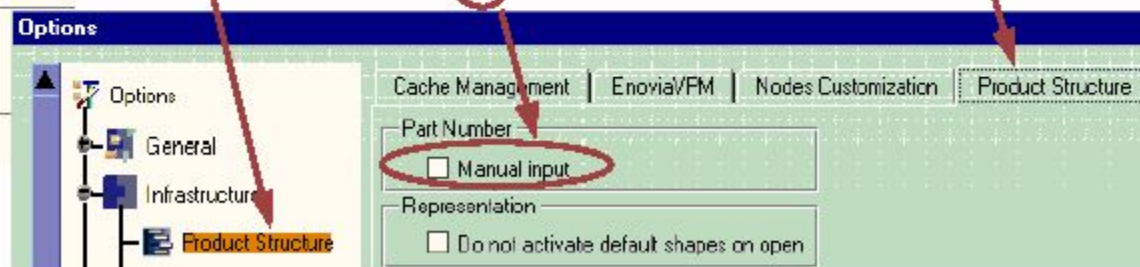 Options
Options
General
Infrastructure
Product Structure
Cache Management
EnoviaVPM
Nodes Customization
Product Structure
Part Number
Manual input
Representation
Do not activate default shapes on open